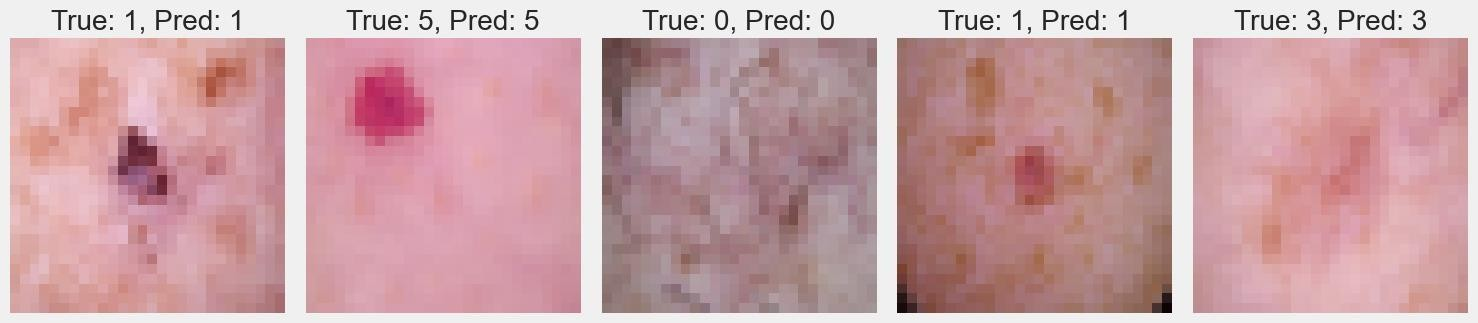 True: 1, Pred: 1
True: 5, Pred: 5
True: 0, Pred: 0
True: 1, Pred: 1
True: 3, Pred: 3